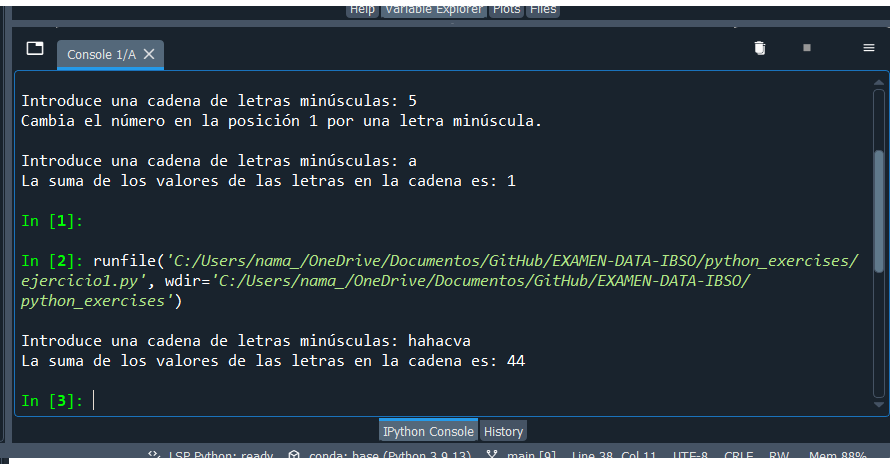 Help Variable Explorer Plots Files
Console 1/A
Introduce una cadena de letras minúsculas: 5
Cambia el número en la posición 1 por una letra minúscula.
Introduce una cadena de letras minúsculas: a
La suma de los valores de las letras en la cadena es: 1
In [1]:
In [2]: runfile('C:/Users/nama_/OneDrive/Documentos/GitHub/EXAMEN-DATA-IBSO/python_exercises/
ejercicio1.py', wdir='C:/Users/nama_/OneDrive/Documentos/GitHub/EXAMEN-DATA-IBSO/
python_exercises')
Introduce una cadena de letras minúsculas: hahacva
La suma de los valores de las letras en la cadena es: 44
In [3]:
IPython Console History
LSP Python: ready conda: base (Python 3.9.13) main [9] Line 38, Col 11 UTF-8 CRLF RW Mem 88%